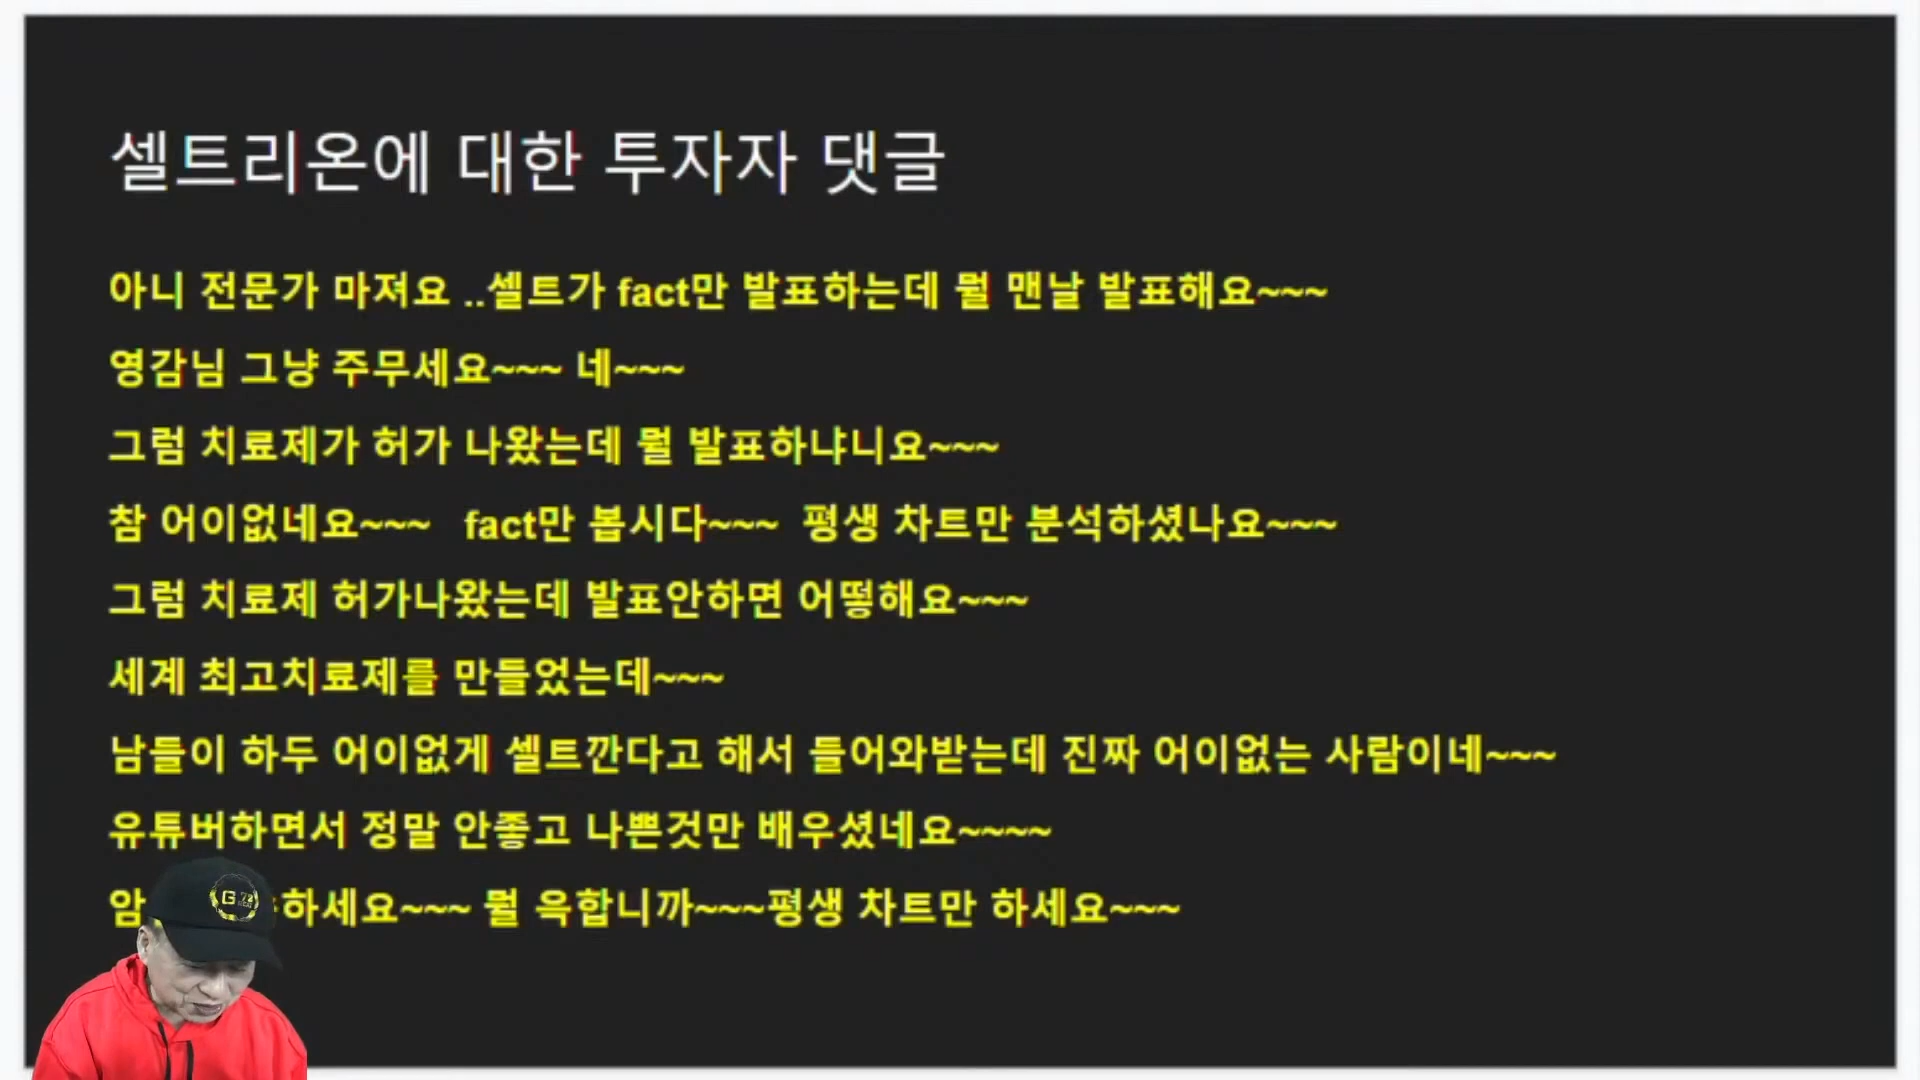 셀트리온에 대한 투자자 댓글
아니 전문가 마져요 ..셀트가 fact만 발표하는데 뭘 맨날 발표해요~~~
영감님 그냥 주무세요~~~ 네~~~
그럼 치료제가 허가 나왔는데 뭘 발표하냐니요~~~
참 어이없네요~~~ fact만 봅시다~~~ 평생 차트만 분석하셨나요~~~
그럼 치료제 허가나왔는데 발표안하면 어떻해요~~~
세계 최고치료제를 만들었는데~~~
남들이 하두 어이없게 셀트깐다고 해서 들어와받는데 진짜 어이없는 사람이네~~~
유튜버하면서 정말 안좋고 나쁜것만 배우셨네요~~~~
암 하세요~~~ 뭘 윽합니까~~~평생 차트만 하세요~~~